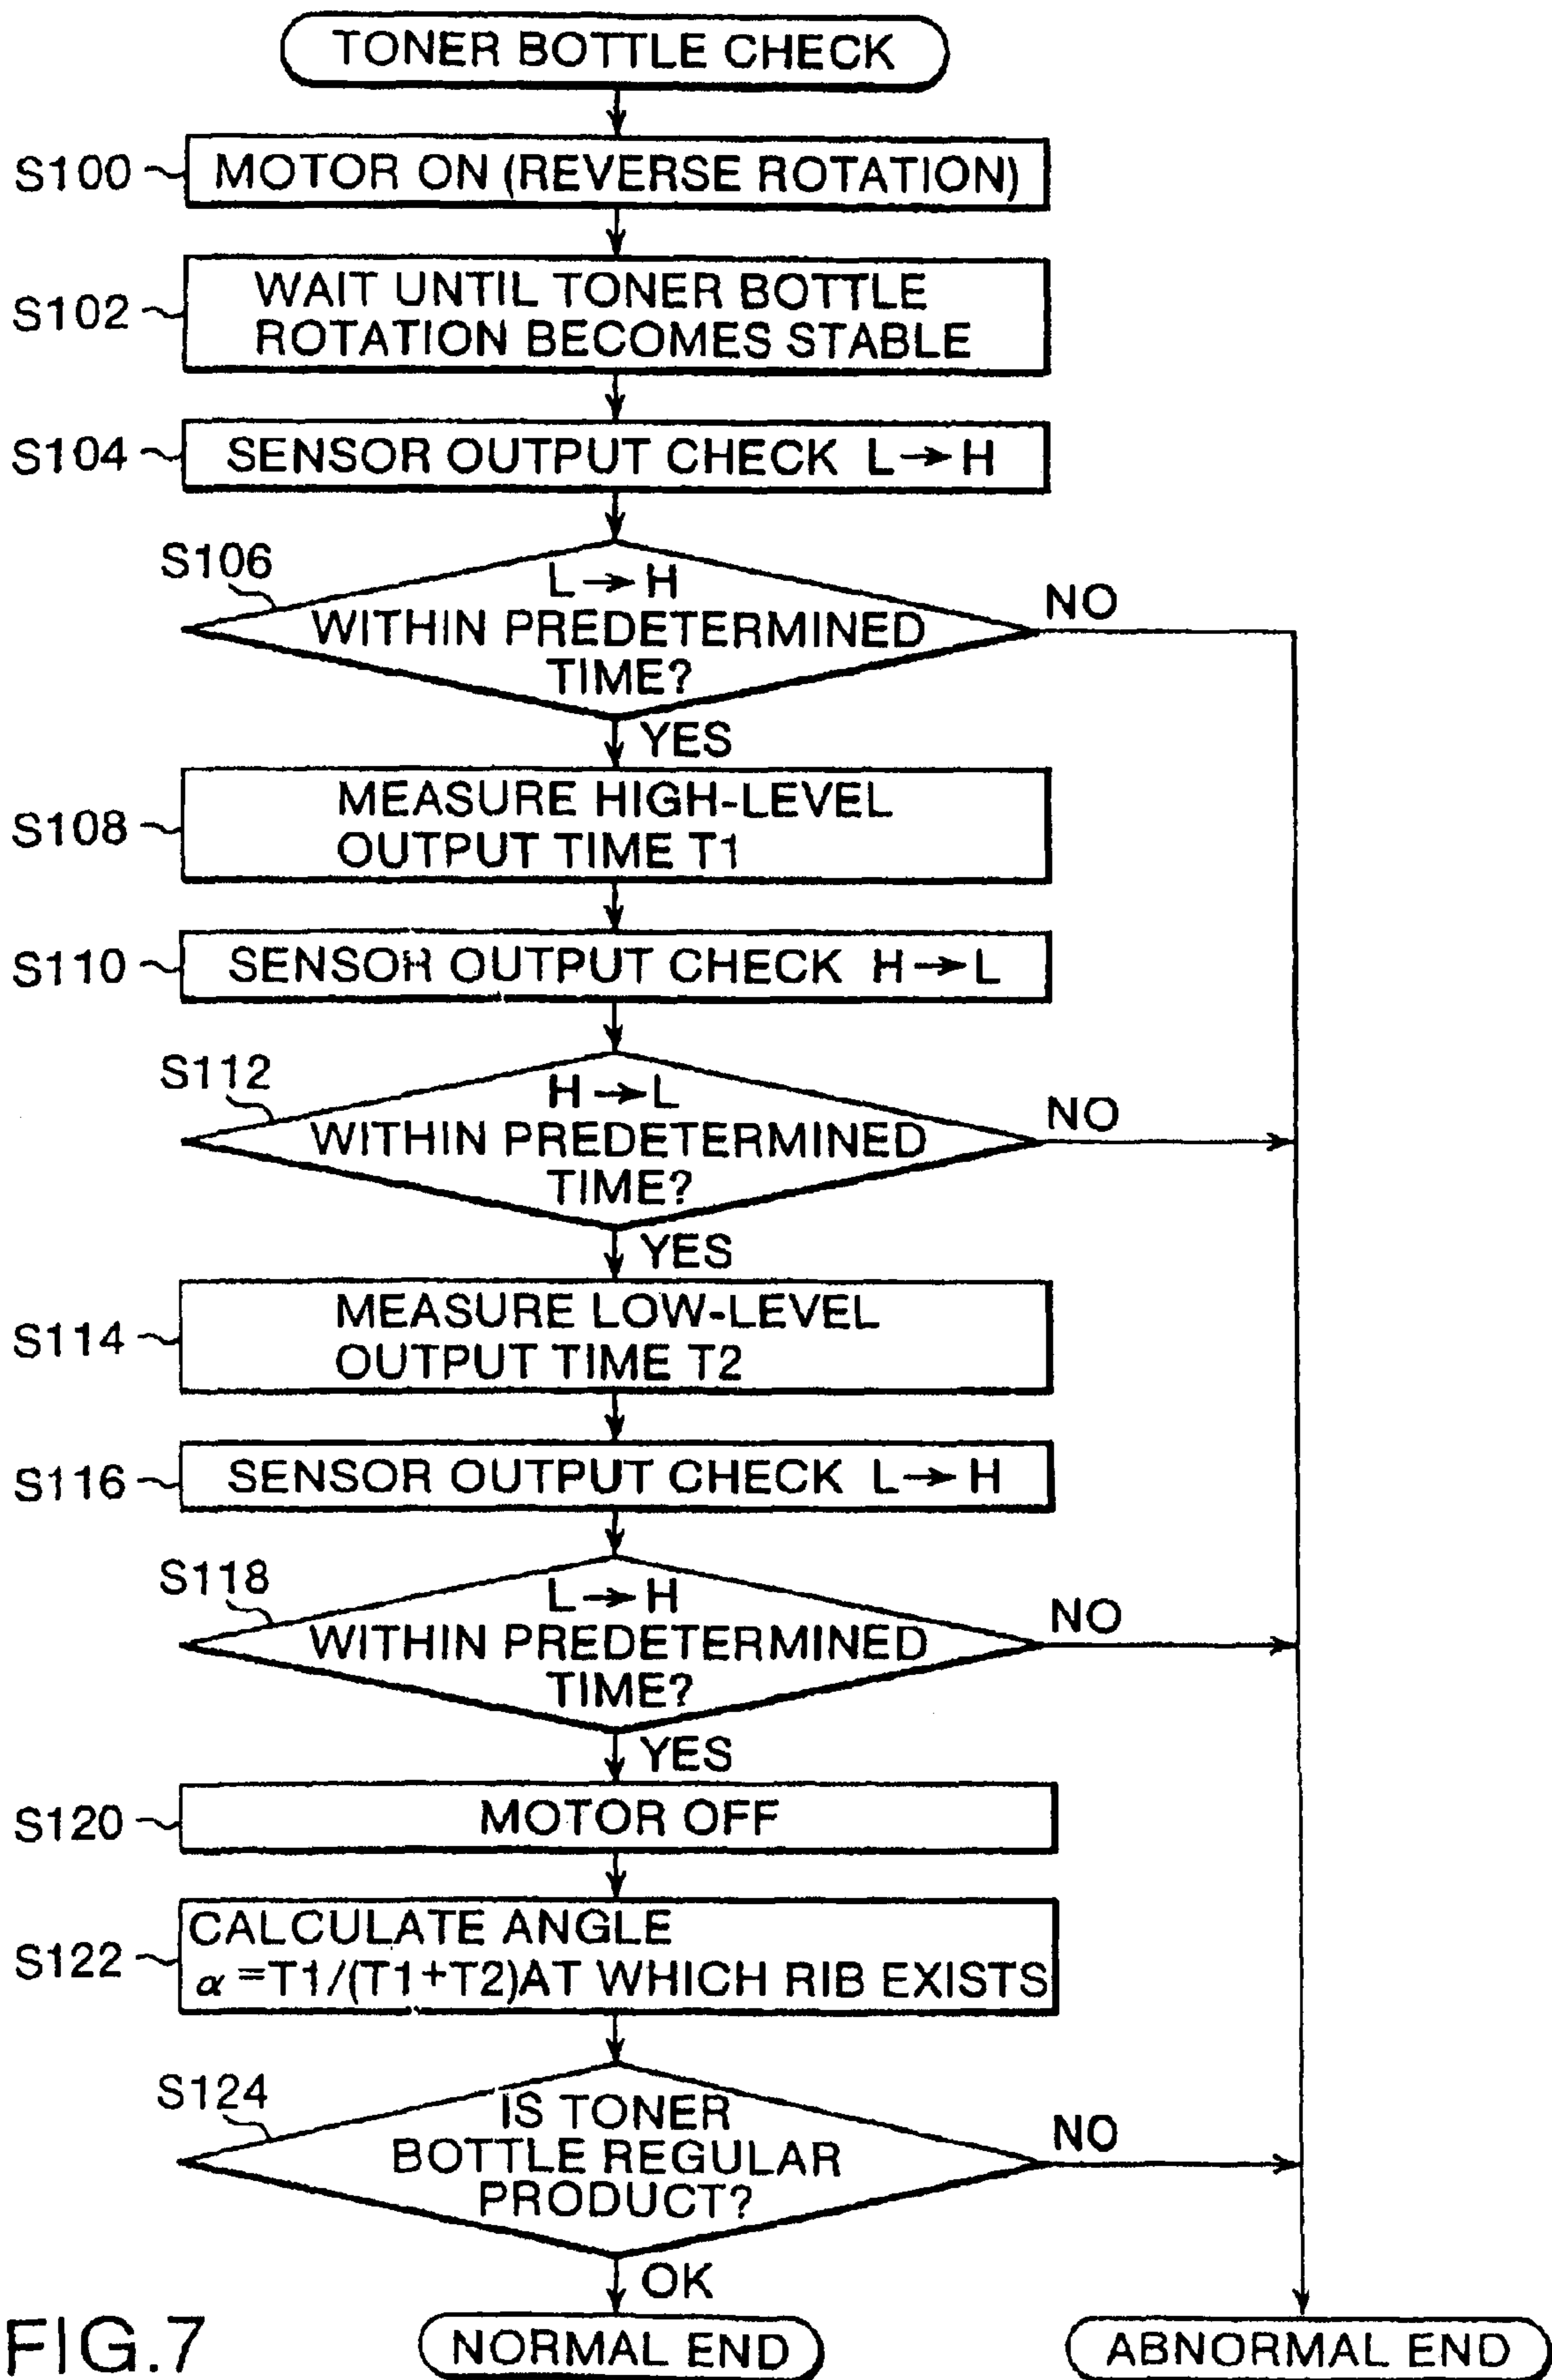 TONER BOTTLE CHECK
S100
MOTOR ON (REVERSE ROTATION)
S102
WAIT UNTIL TONER BOTTLE
ROTATION BECOMES STABLE
S104
SENSOR OUTPUT CHECK L→H
S106
L→H
WITHIN PREDETERMINED
TIME?
NO
YES
S108
MEASURE HIGH-LEVEL
OUTPUT TIME T1
S110
SENSOR OUTPUT CHECK H→L
S112
H→L
WITHIN PREDETERMINED
TIME?
NO
YES
S114
MEASURE LOW-LEVEL
OUTPUT TIME T2
S116
SENSOR OUTPUT CHECK L→H
S118
L→H
WITHIN PREDETERMINED
TIME?
NO
YES
S120
MOTOR OFF
S122
CALCULATE ANGLE
α=T1/(T1+T2)AT WHICH RIB EXISTS
S124
IS TONER
BOTTLE REGULAR
PRODUCT?
NO
OK
NORMAL END
ABNORMAL END
FIG.7